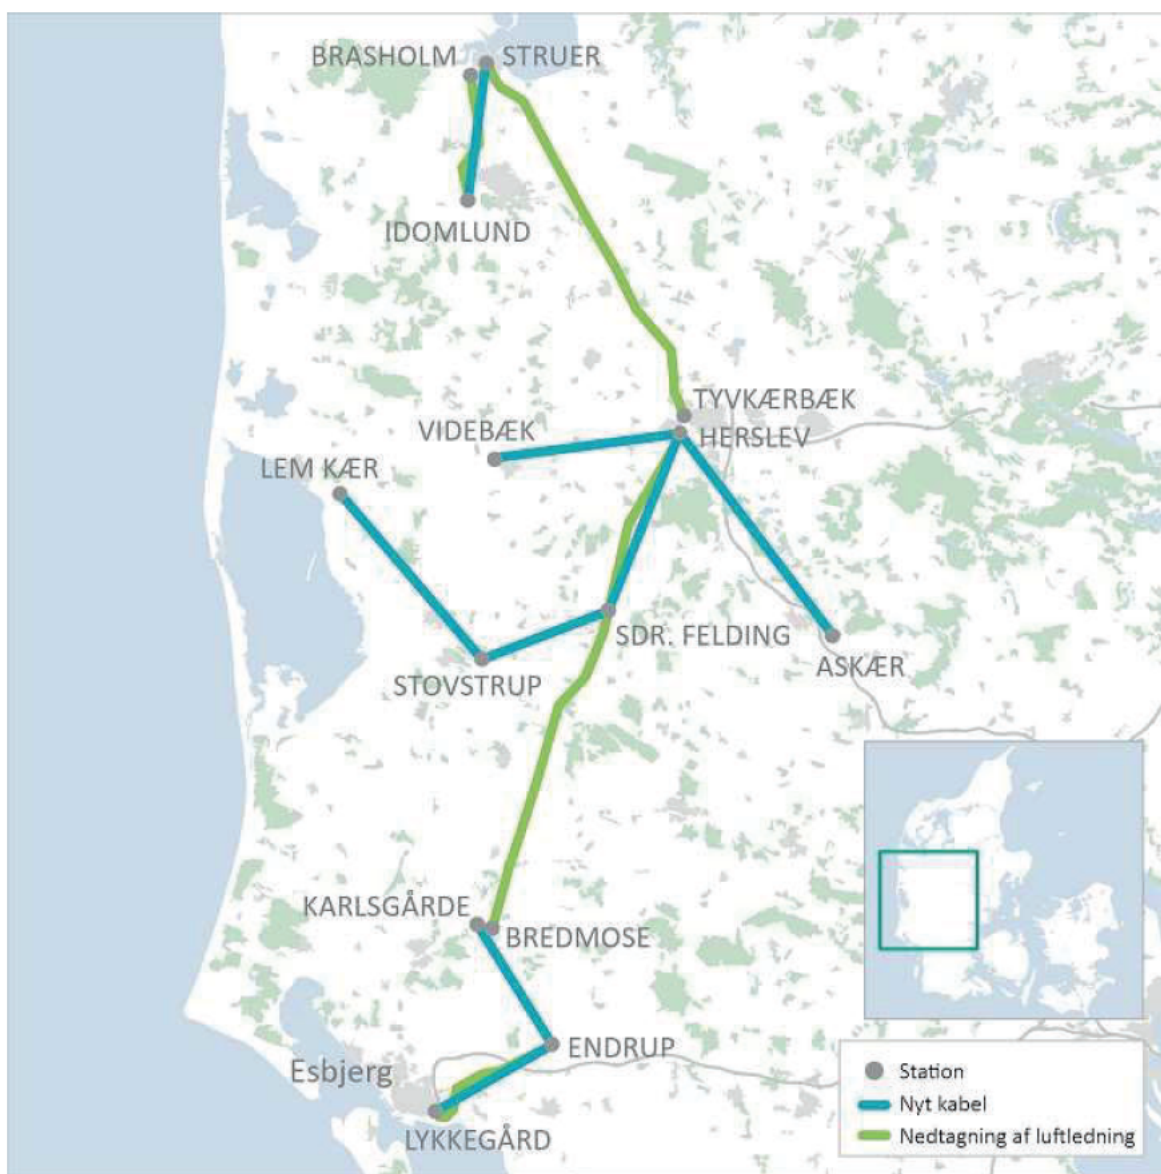 BRASHOLM
STRUER
IDOMLUND
TYVKÆRBÆK
VIDEBÆK
HERSLEV
LEM KÆR
SDR. FELDING
ASKÆR
STOVSTRUP
KARLSGÅRDE
BREDMOSE
ENDRUP
Esbjerg
LYKKEGÅRD
Station
Nyt kabel
Nedtagning af luftledning